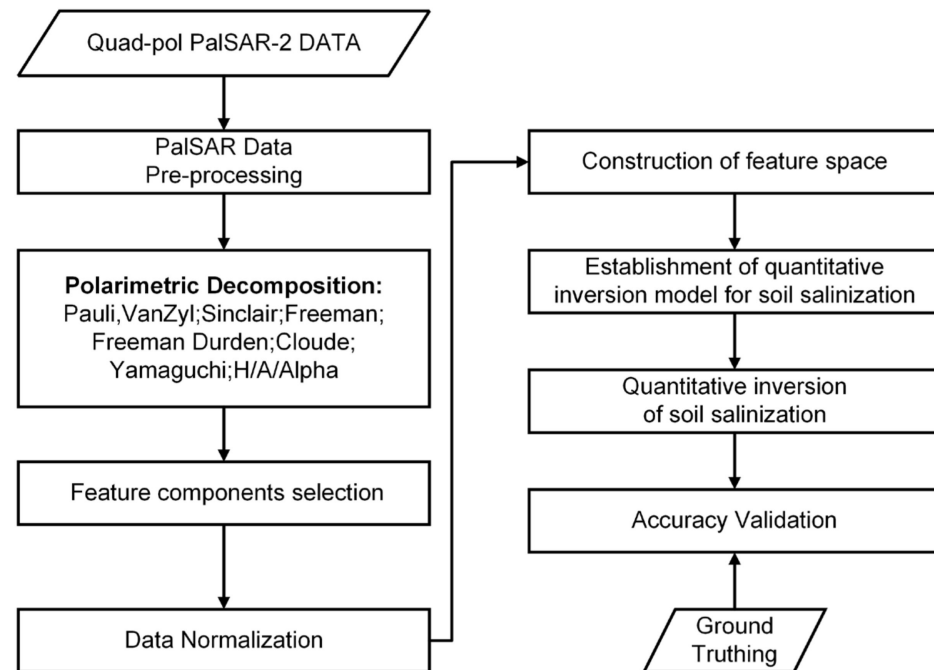 Quad-pol PalSAR-2 DATA
PalSAR Data
Pre-processing
Polarimetric Decomposition:
Pauli,VanZyl;Sinclair;Freeman;
Freeman Durden;Cloude;
Yamaguchi;H/A/Alpha
Feature components selection
Data Normalization
Construction of feature space
Establishment of quantitative
inversion model for soil salinization
Quantitative inversion
of soil salinization
Accuracy Validation
Ground
Truthing